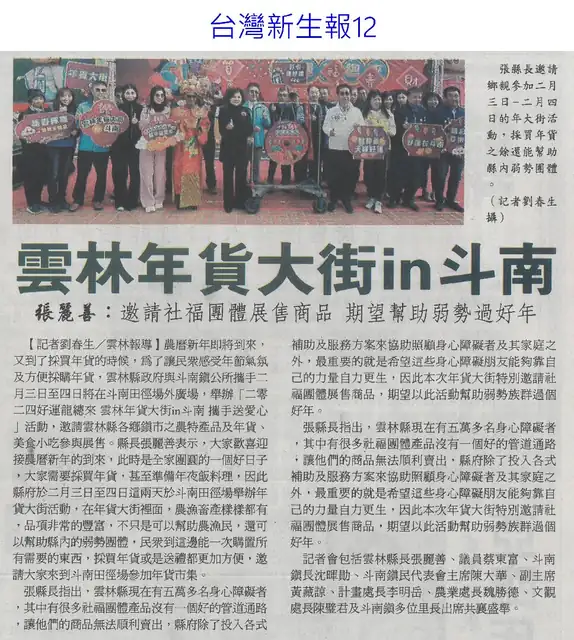 台灣新生報12
張縣長邀請
鄉親參加二月
三日-二月四
日的年大街活
動，採買年貨
之餘還能幫助
縣內弱勢團體
。
（記者劉春生
攝）
雲林年貨大街in斗南
張麗善：邀請社福團體展售商品 期望幫助弱勢過好年
【記者劉春生／雲林報導】農曆新年即將到來，
又到了採買年貨的時候，為了讓民眾感受年節氣氛
及方便採購年貨，雲林縣政府與斗南鎮公所攜手二
月三日至四日將在斗南田徑場外廣場，舉辦「二零
二四好運龍總來 雲林年貨大街in斗南 攜手送愛心
」活動，邀請雲林縣各鄉鎮市之農特產品及年貨、
美食小吃參與展售。縣長張麗善表示，大家歡喜迎
接農曆新年的到來，此時是全家團圓的一個好日子
，大家需要採買年貨，甚至準備年夜飯料理，因此
縣府於二月三日至四日這兩天於斗南田徑場舉辦年
貨大街活動，在年貨大街裡面，農漁畜產樣樣都有
，品項非常的豐富，不只是可以幫助農漁民，還可
以幫助縣內的弱勢團體，民眾到這邊能一次購置所
有需要的東西，採買年貨或是送禮都更加方便，邀
請大家來到斗南田徑場參加年貨市集。
張縣長指出，雲林縣現在有五萬多名身心障礙者
，其中有很多社福團體產品沒有一個好的管道通路
，讓他們的商品無法順利賣出，縣府除了投入各式
補助及服務方案來協助照顧身心障礙者及其家庭之
外，最重要的就是希望這些身心障礙朋友能夠靠自
己的力量自力更生，因此本次年貨大街特別邀請社
福團體展售商品，期望以此活動幫助弱勢族群過個
好年。
張縣長指出，雲林縣現在有五萬多名身心障礙者
，其中有很多社福團體產品沒有一個好的管道通路
，讓他們的商品無法順利賣出，縣府除了投入各式
補助及服務方案來協助照顧身心障礙者及其家庭之
外，最重要的就是希望這些身心障礙朋友能夠靠自
己的力量自力更生，因此本次年貨大街特別邀請社
福團體展售商品，期望以此活動幫助弱勢族群過個
好年。
記者會包括雲林縣長張麗善、議員蔡東富、斗南
鎮長沈暉勛、斗南鎮民代表會主席陳大華、副主席
黃葳諒、計畫處長李明岳、農業處長魏勝德、文觀
處長陳璧君及斗南鎮多位里長出席共襄盛舉。